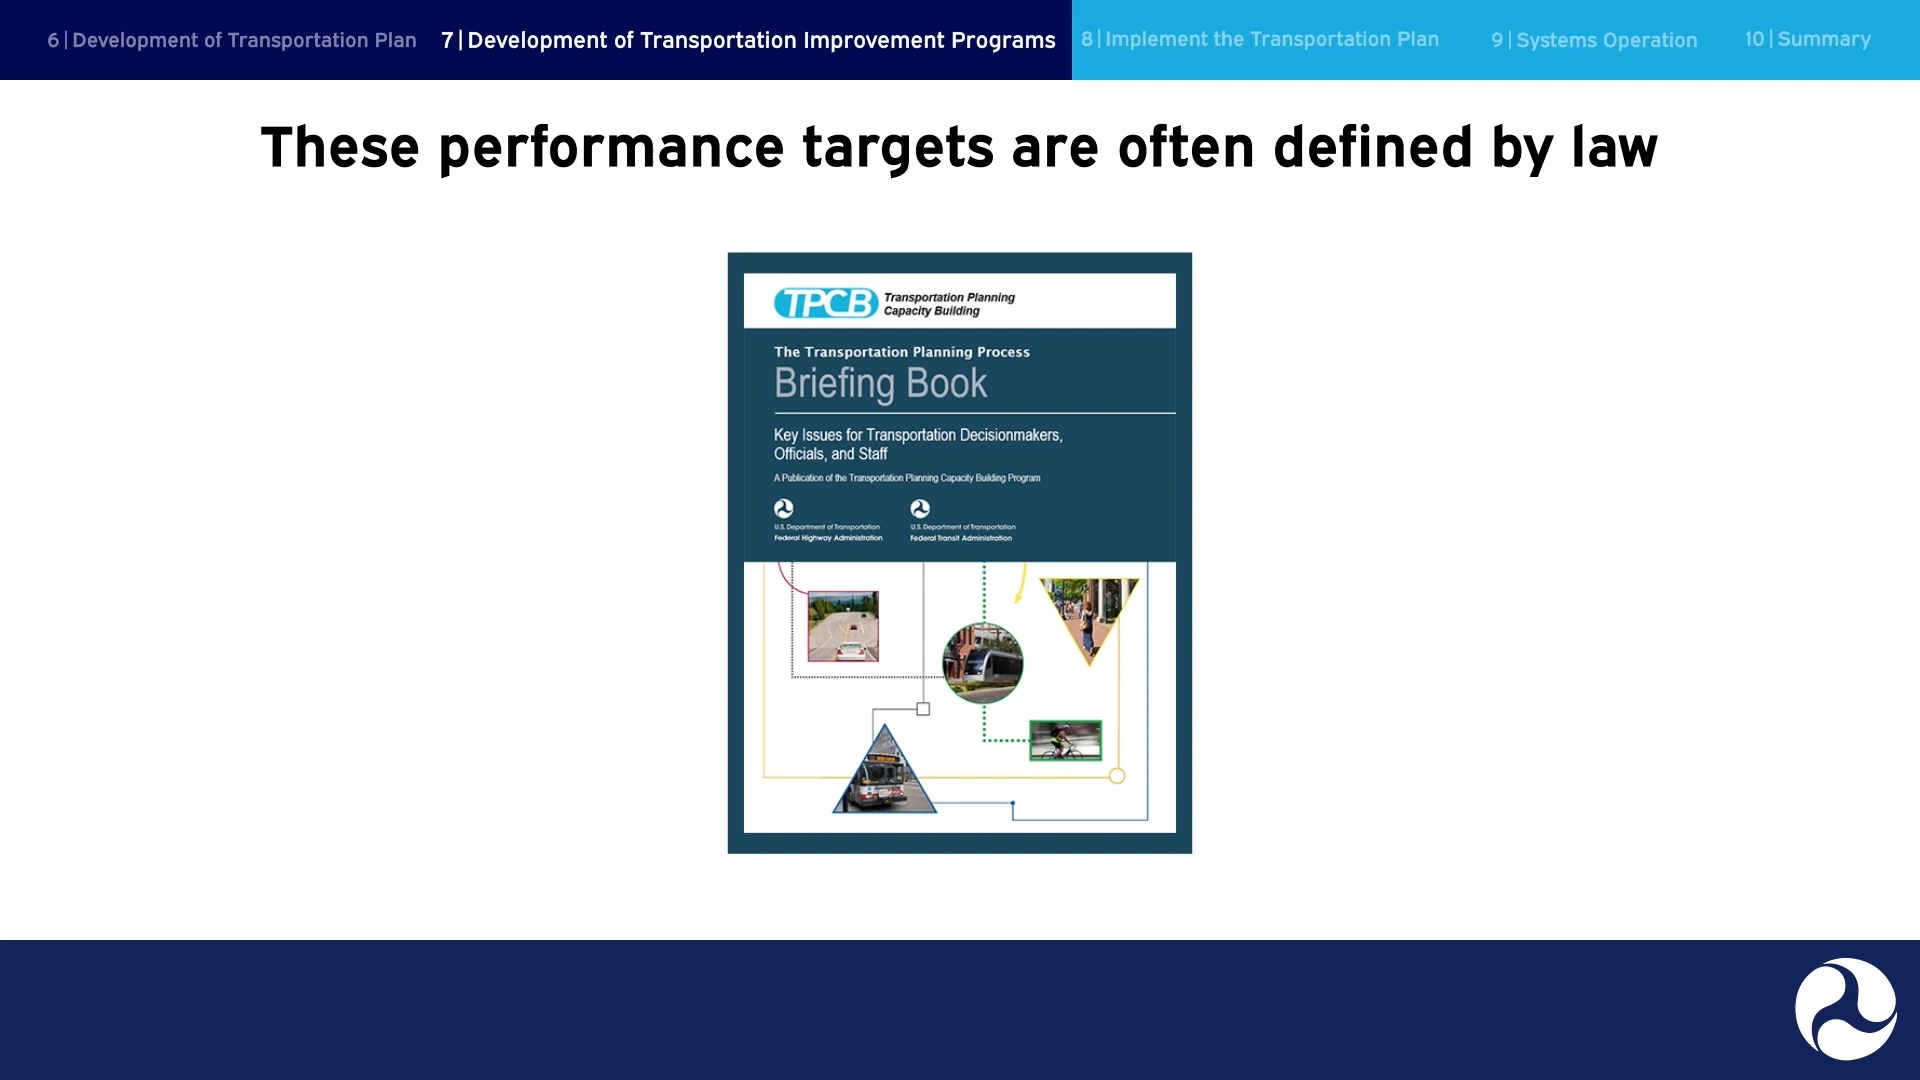 6 | Development of Transportation Plan
7 | Development of Transportation Improvement Programs
8 | Implement the Transportation Plan
9 | Systems Operation
10 | Summary
These performance targets are often defined by law
TPCB
Transportation Planning
Capacity Building
The Transportation Planning Process
Briefing Book
Key Issues for Transportation Decisionmakers,
Officials, and Staff
A Publication of the Transportation Planning Capacity Building Program
U.S. Department of Transportation
Federal Highway Administration
U.S. Department of Transportation
Federal Transit Administration